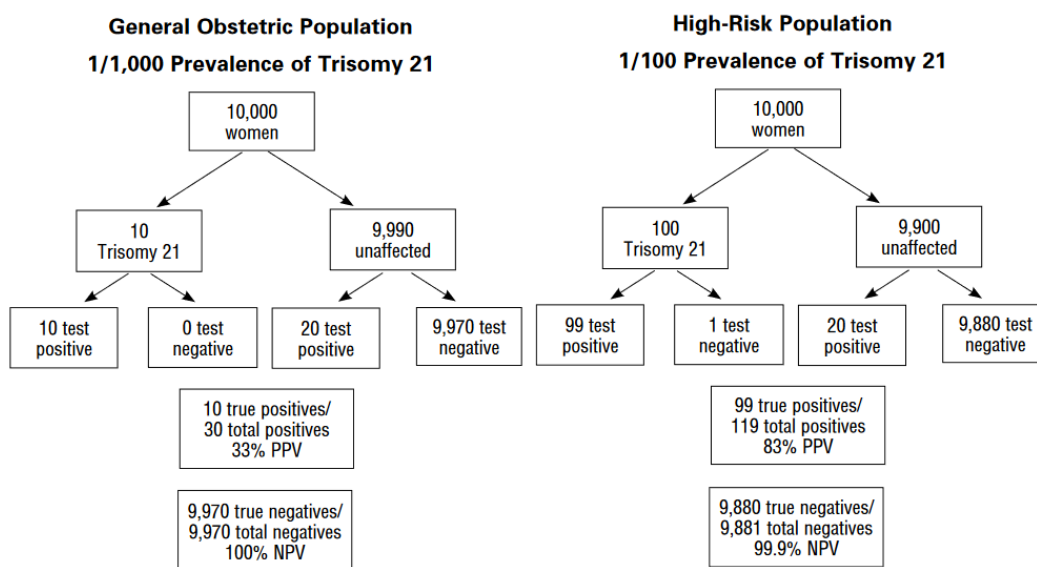 General Obstetric Population
1/1,000 Prevalence of Trisomy 21
10,000
women
10
Trisomy 21
9,990
unaffected
10 test
positive
0 test
negative
20 test
positive
9,970 test
negative
10 true positives/
30 total positives
33% PPV
9,970 true negatives/
9,970 total negatives
100% NPV
High-Risk Population
1/100 Prevalence of Trisomy 21
10,000
women
100
Trisomy 21
9,900
unaffected
99 test
positive
1 test
negative
20 test
positive
9,880 test
negative
99 true positives/
119 total positives
83% PPV
9,880 true negatives/
9,881 total negatives
99.9% NPV